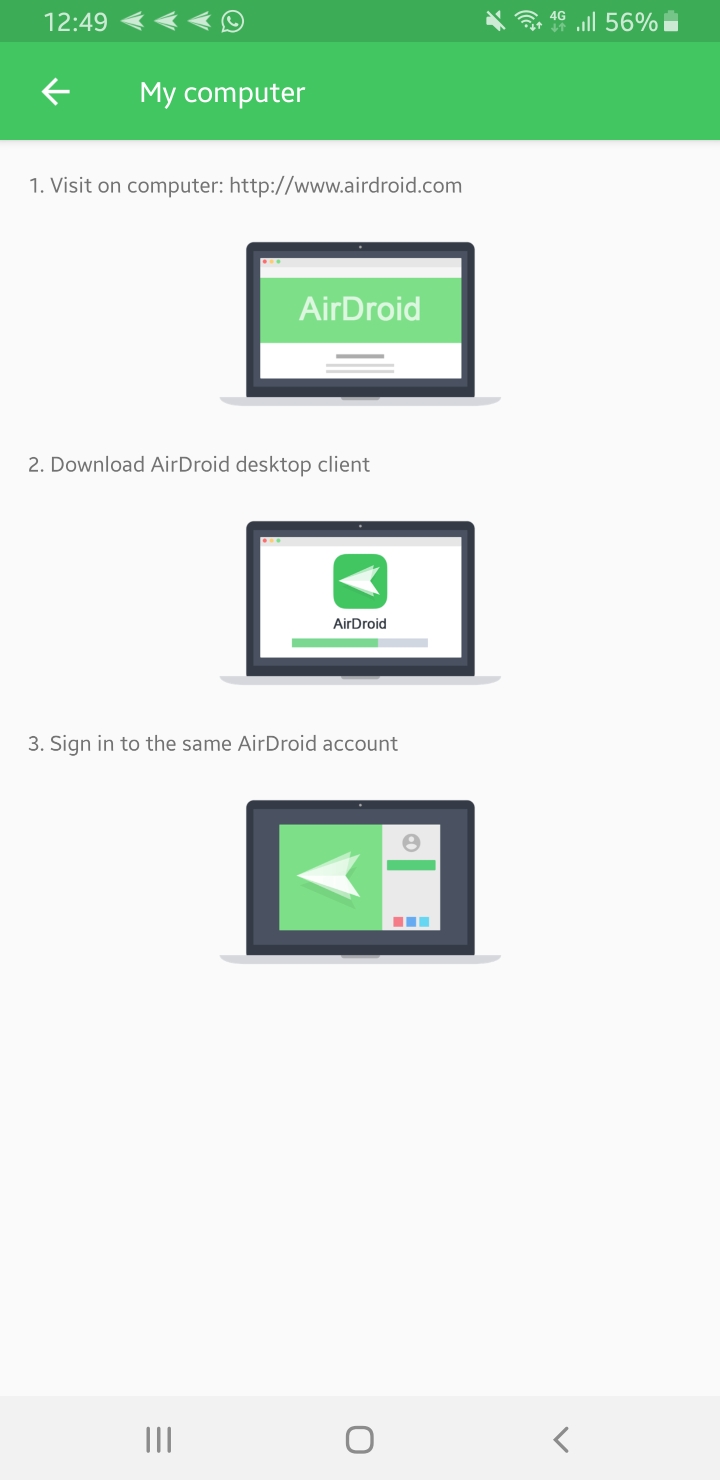 12:49 4G 56%
My computer
1. Visit on computer: http://www.airdroid.com
AirDroid
2. Download AirDroid desktop client
AirDroid
3. Sign in to the same AirDroid account